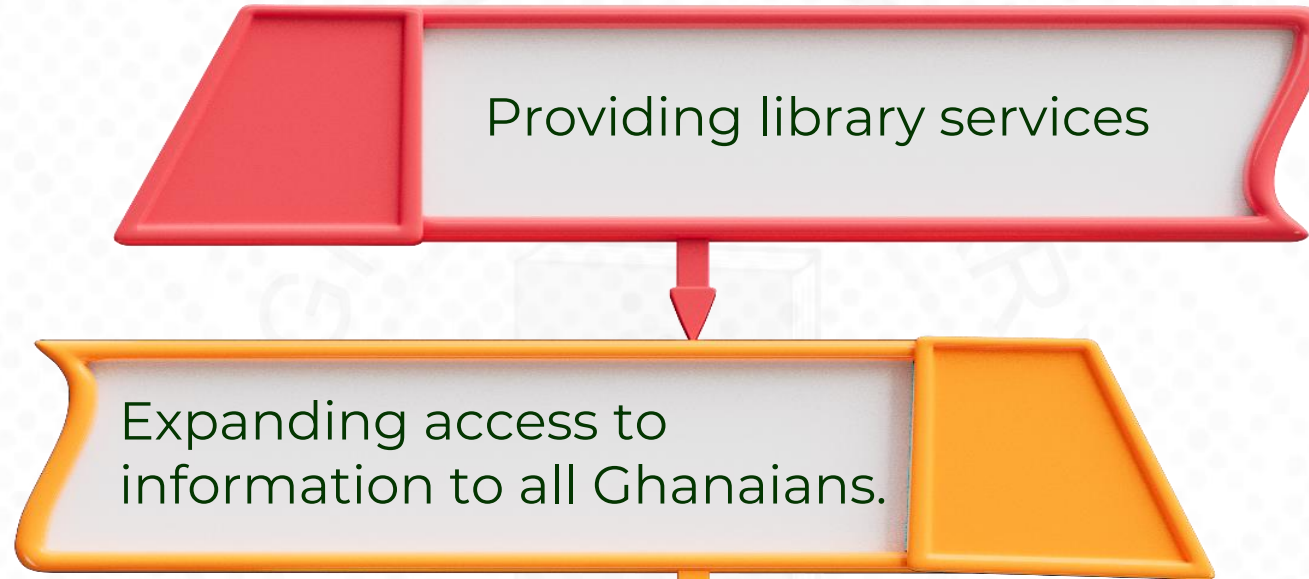 Providing library services
Expanding access to
information to all Ghanaians.